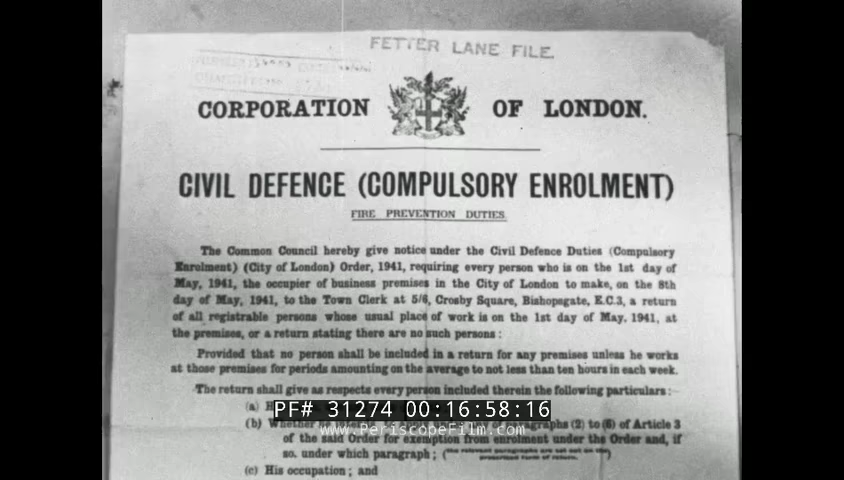 FETTER LANE FILE.
CORPORATION OF LONDON.
CIVIL DEFENCE (COMPULSORY ENROLMENT)
FIRE PREVENTION DUTIES.
The Common Council hereby give notice under the Civil Defence Duties (Compulsory
Enrolment) (City of London) Order, 1941, requiring every person who is on the 1st day of
May, 1941, the occupier of business premises in the City of London to make, on the 8th
day of May, 1941, to the Town Clerk at 5/6, Crosby Square, Bishopsgate, E.C.3, a return
of all registrable persons whose usual place of work is on the 1st day of May, 1941, at
the premises, or a return stating there are no such persons :
Provided that no person shall be included in a return for any premises unless he works
at those premises for periods amounting on the average to not less than ten hours in each week.
The return shall give as respects every person included therein the following particulars :
(a)
PF# 31274 00:16:58:16
(b) Whether paragraphs (2) to (6) of Article 3
www.PeriscopeFilm.com
of the said Order for exemption from enrolment under the Order and, if
so, under which paragraph ; (the relevant paragraphs are set out on the
prescribed form of return.)
(c) His occupation ; and